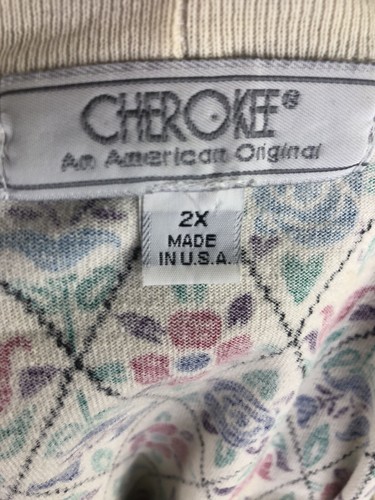 CHEROKEE®
An American Original
2X
MADE
IN U.S.A.